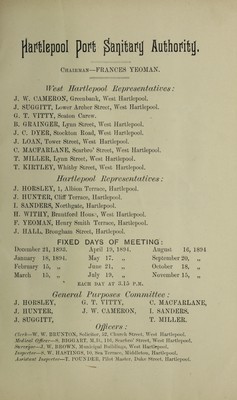 Hartlepool Port Sanitary Authority.
CHAIRMAN—FRANCES YEOMAN.
West Hartlepool Representatives:
J. W. CAMERON, Greenbank, West Hartlepool.
J. SUGGITT, Lower Archer Street, West Hartlepool.
G. T. VITTY, Seaton Carew.
B. GRAINGER, Lynn Street, West Hartlepool.
J. C. DYER, Stockton Road, West Hartlepool.
J. LOAN, Tower Street, West Hartlepool.
C. MACFARLANE, Scarbro' Street, West Hartlepool.
T. MILLER, Lynn Street, West Hartlepool.
T. KIRTLEY, Whitby Street, West Hartlepool.
Hartlepool Representatives:
J. HORSLEY, 1, Albion Terrace, Hartlepool.
J. HUNTER, Cliff Terrace, Hartlepool.
I. SANDERS, Northgate, Hartlepool.
H. WITHY, Brentford House, West Hartlepool.
F. YEOMAN, Henry Smith Terrace, Hartlepool.
J. HALL, Brougham Street, Hartlepool.
FIXED DAYS OF MEETING:
December 21, 1893. April 19, 1894. August 16, 1894
January 18, 1894. May 17, „ September 20, „
February 15, „ June 21, „ October 18, „
March 15, „ July 19, „ November 15, „
EACH DAY AT 3.15 P.M.
General Purposes Committee:
J. HORSLEY, G. T. VITTY, C. MACFARLANE,
J. HUNTER, J. W. CAMERON, I. SANDERS,
J. SUGGITT, T. MILLER.
Officers:
Clerk—W. W. BRUNTON, Solicitor, 52, Church Street, West Hartlepool.
Medical Officer—S. BIGGART, M.D., 116, Scarbro' Street, West Hartlepool.
Surveyor—J. W. BROWN, Municipal Buildings, West Hartlepool.
Inspector—S. W. HASTINGS, 10, Sea Terrace, Middleton, Hartlepool.
Assistant Inspector—T. POUNDER, Pilot Master, Duke Street, Hartlepool.